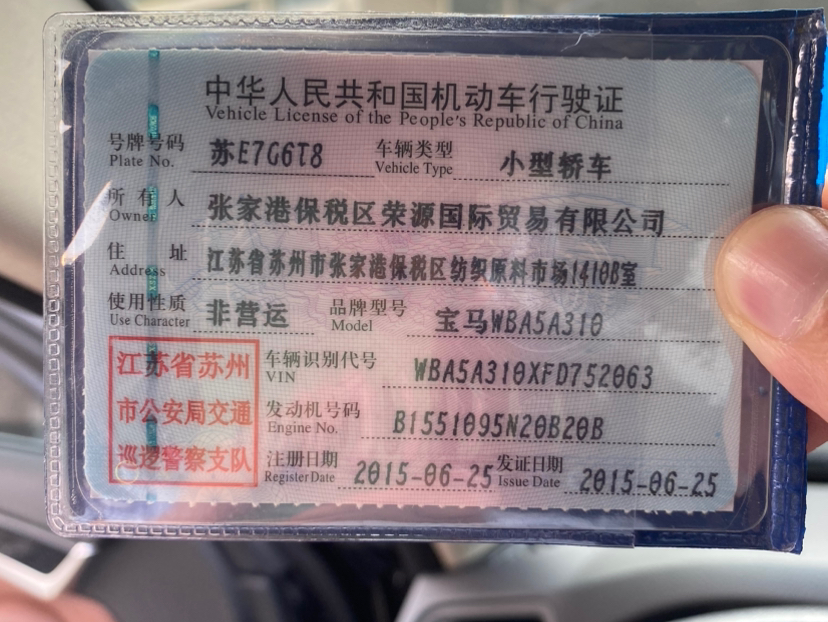 中华人民共和国机动车行驶证
Vehicle License of the People's Republic of China
号牌号码 苏E7G6T8 车辆类型 小型轿车
Plate No. Vehicle Type
所有人 张家港保税区荣源国际贸易有限公司
Owner
住址 江苏省苏州市张家港保税区纺织原料市场1410B室
Address
使用性质 非营运 品牌型号 宝马WBA5A310
Use Character Model
江苏省苏州
市公安局交通
巡逻警察支队
车辆识别代号 WBA5A310XFD752063
VIN
发动机号码 B1551095N20B20B
Engine No.
注册日期 2015-06-25 发证日期 2015-06-25
Register Date Issue Date